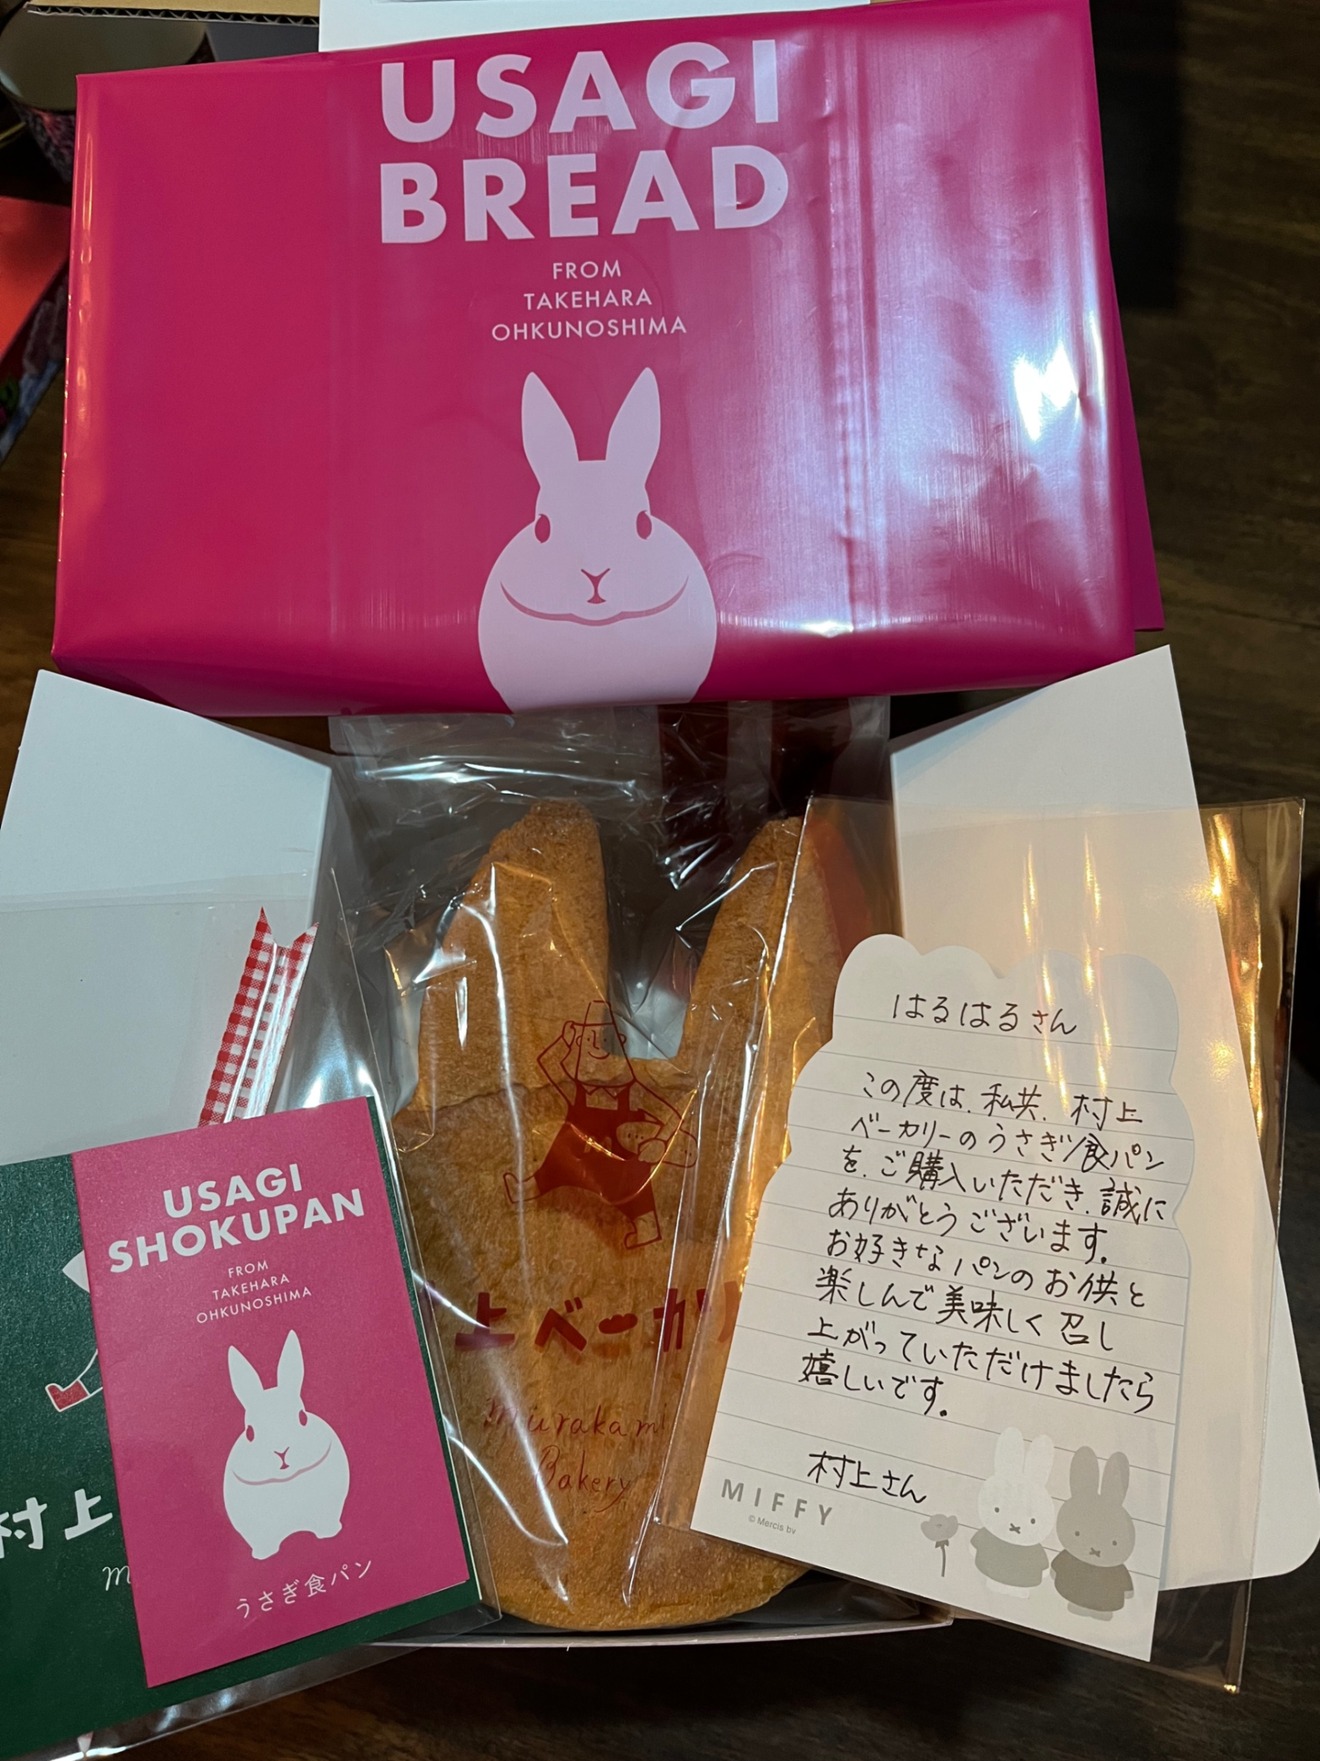 USAGI
BREAD
FROM
TAKEHARA
OHKUNOSHIMA
USAGI
SHOKUPAN
FROM
TAKEHARA
OHKUNOSHIMA
うさぎ食パン
村上
上ベーカリ
murakami
Bakery
はるはるさん
この度は、私共、村上
ベーカリーのうさぎ食パン
を、ご購入いただき、誠に
ありがとうございます。
お好きなパンのお供と
楽しんで美味しく召し
上がっていただけましたら
嬉しいです。
村上さん
MIFFY
© Mercis bv